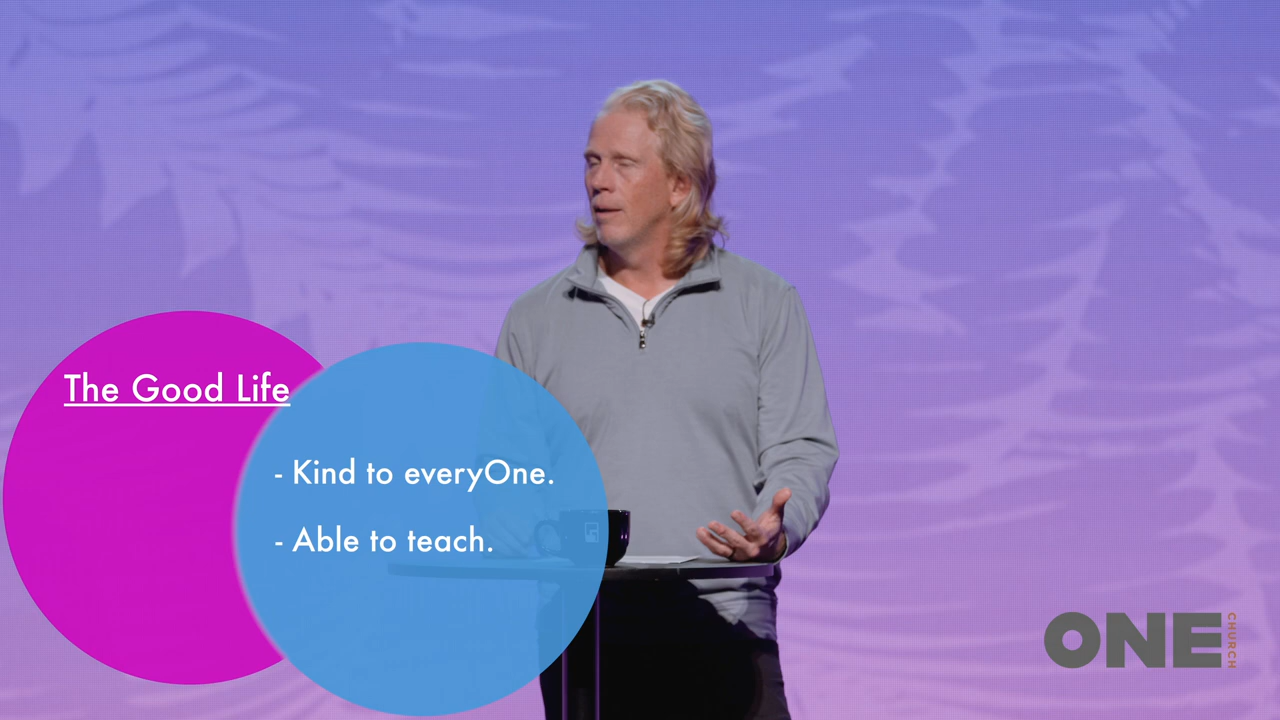 The Good Life
- Kind to everyOne.
- Able to teach.
ONE CHURCH